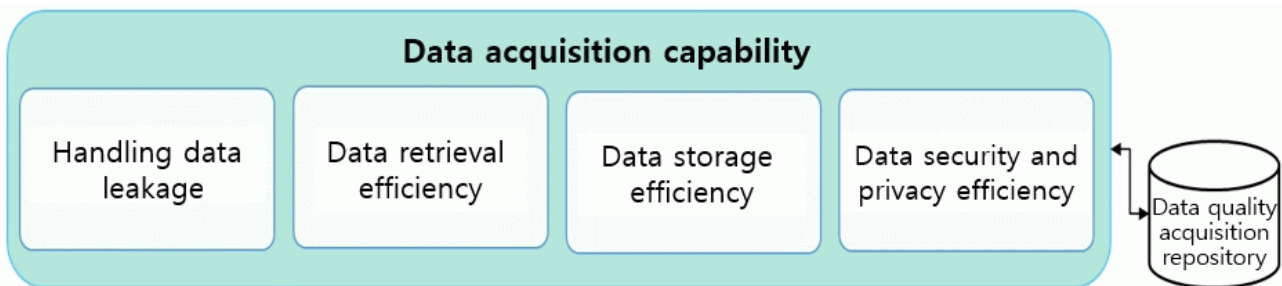 Data acquisition capability
Handling data
leakage
Data retrieval
efficiency
Data storage
efficiency
Data security and
privacy efficiency
Data quality
acquisition
repository